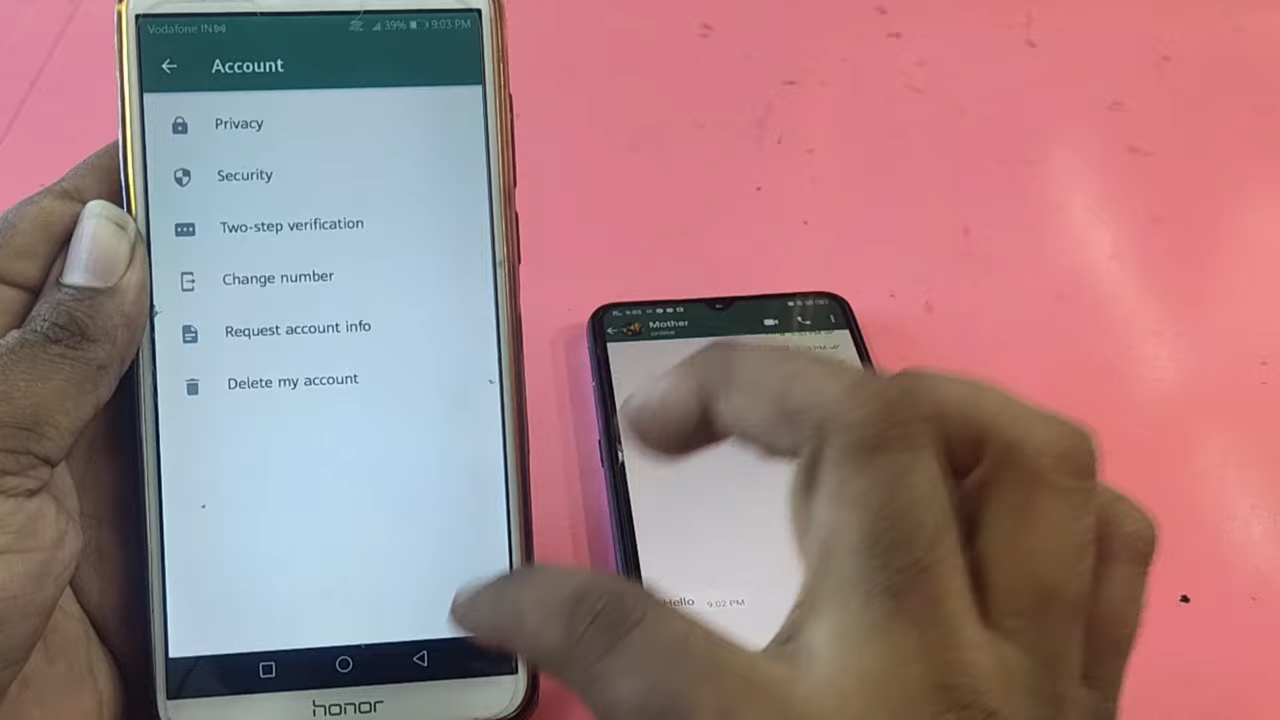 Vodafone IN 39% 9:03 PM
Account
Privacy
Security
Two-step verification
Change number
Request account info
Delete my account
honor
Mother
online
Hello 9:02 PM